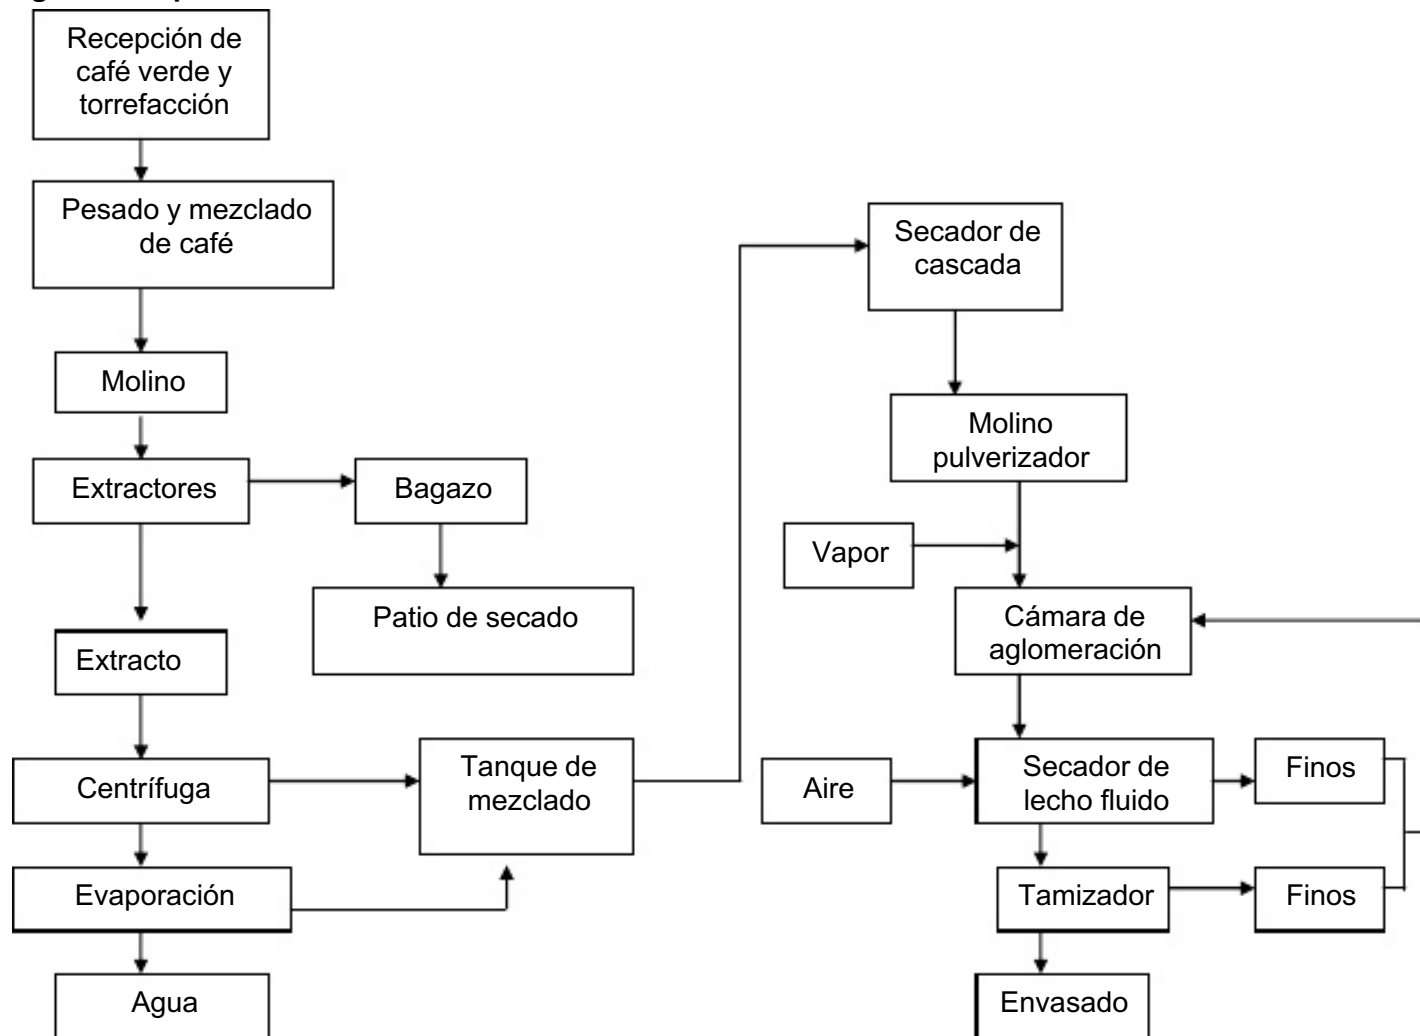 Recepción de
café verde y
torrefacción
Pesado y mezclado
de café
Molino
Extractores
Bagazo
Patio de secado
Extracto
Centrífuga
Tanque de
mezclado
Evaporación
Agua
Secador de
cascada
Molino
pulverizador
Vapor
Cámara de
aglomeración
Aire
Secador de
lecho fluido
Finos
Tamizador
Finos
Envasado